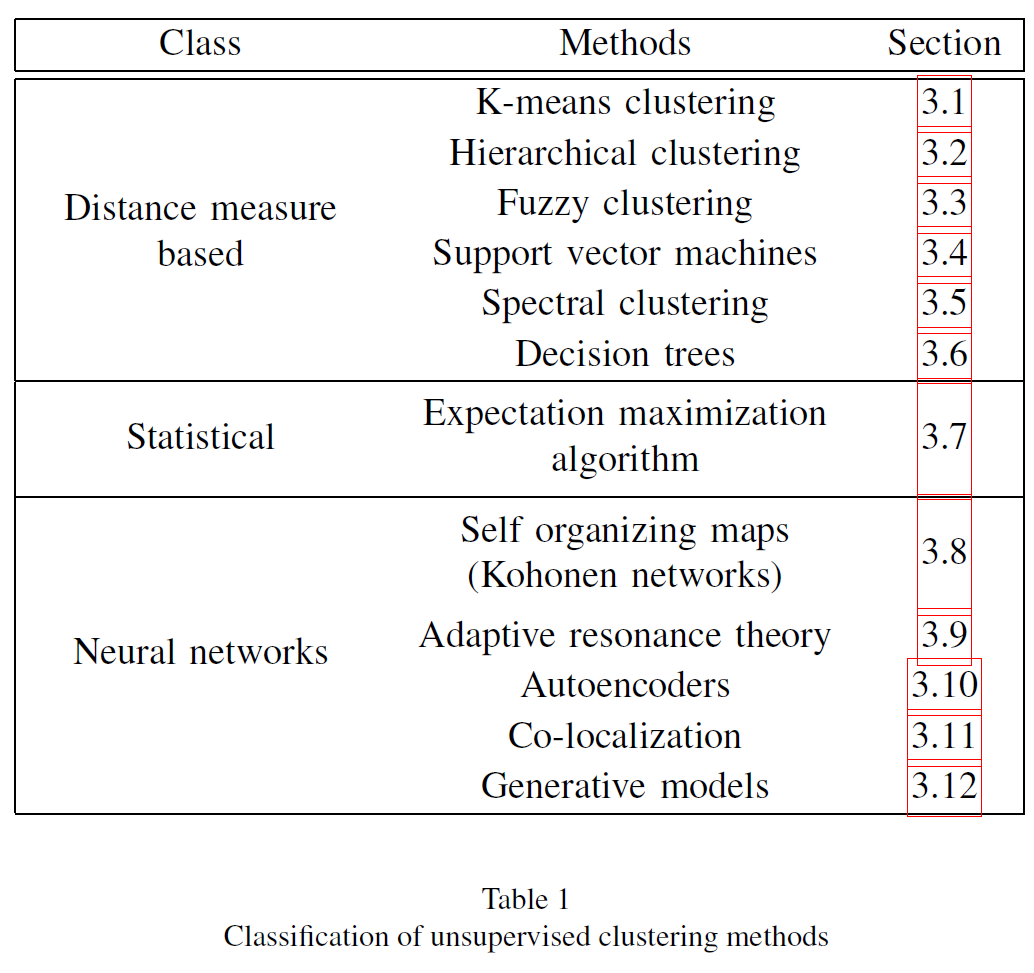 Class Methods Section
K-means clustering 3.1
Hierarchical clustering 3.2
Distance measure
based
Fuzzy clustering 3.3
Support vector machines 3.4
Spectral clustering 3.5
Decision trees 3.6
Statistical
Expectation maximization
algorithm
3.7
Self organizing maps
(Kohonen networks)
3.8
Neural networks
Adaptive resonance theory 3.9
Autoencoders 3.10
Co-localization 3.11
Generative models 3.12
Table 1
Classification of unsupervised clustering methods